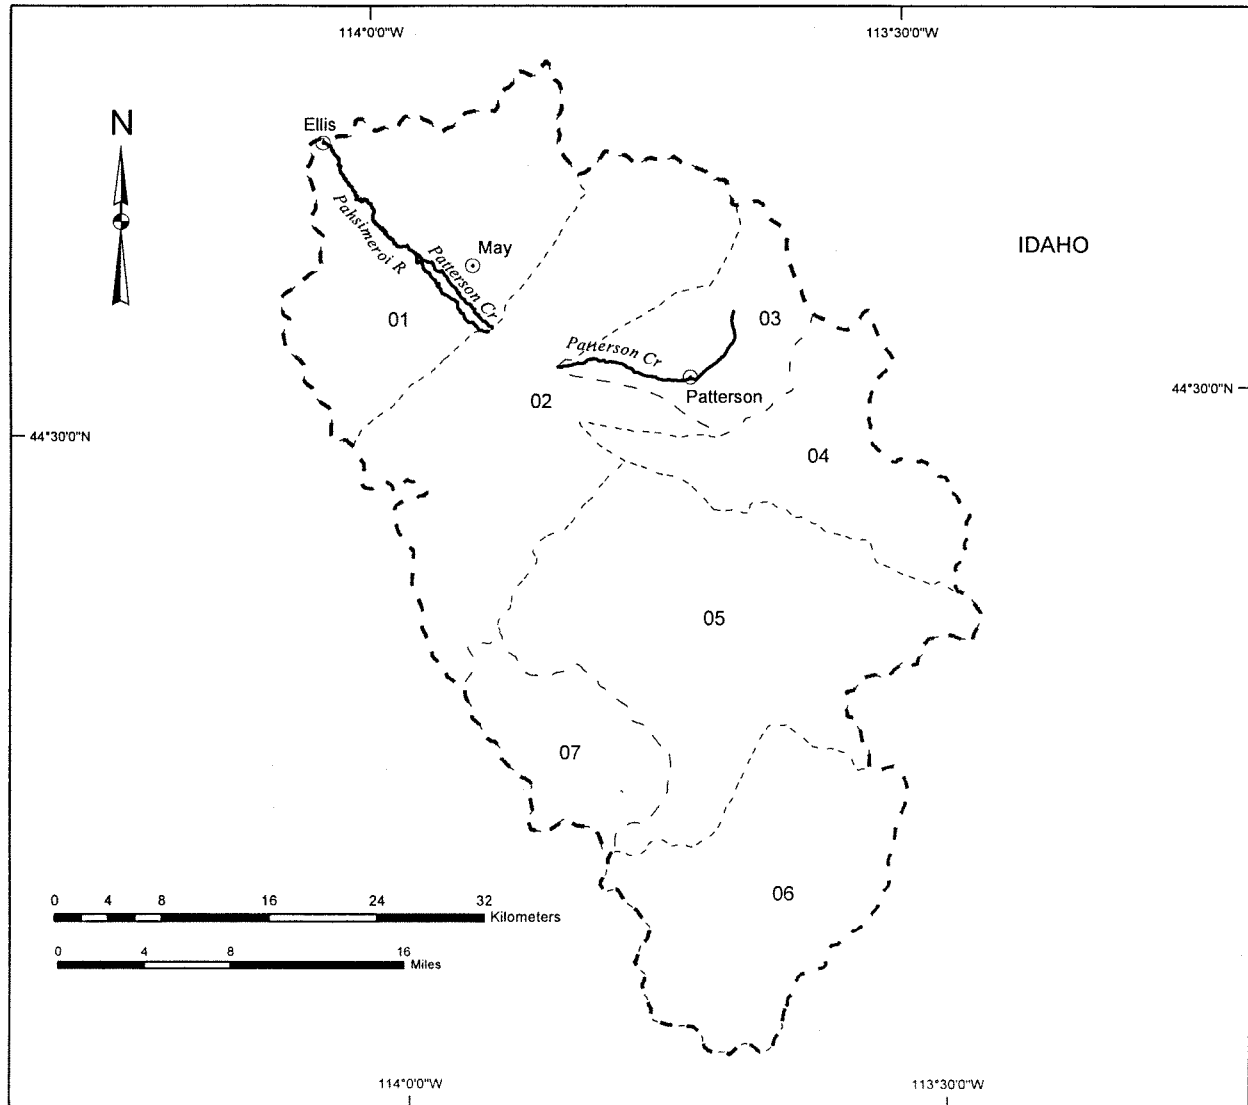 114°0'0"W
113°30'0"W
N
Ellis
IDAHO
Pahsimeroi R
Patterson Cr
May
01
03
Patterson Cr
Patterson
44°30'0"N
02
44°30'0"N
04
05
07
06
0 4 8 16 24 32
Kilometers
0 4 8 16
Miles
114°0'0"W
113°30'0"W